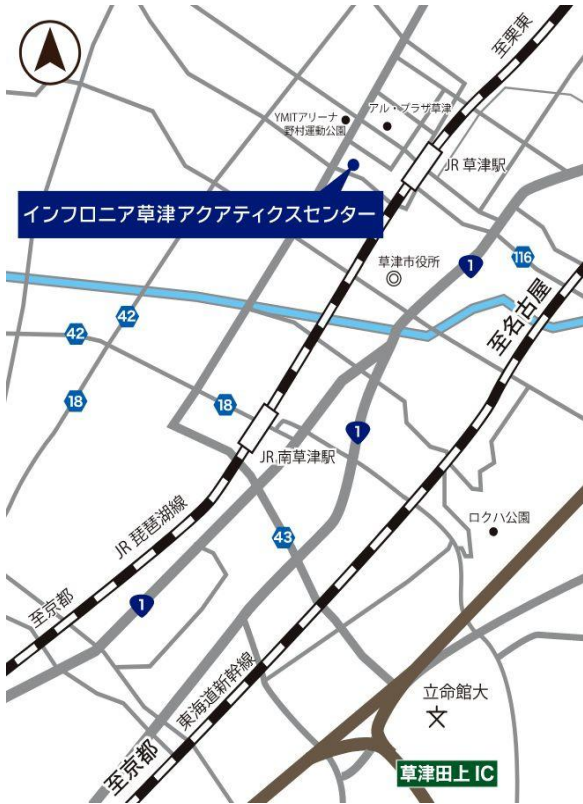 至栗東
アル・プラザ草津
YMITアリーナ
野村運動公園
JR 草津駅
インフロニア草津アクアティクスセンター
草津市役所
1
116
至名古屋
42
42
18
18
1
JR 南草津駅
ロクハ公園
JR 琵琶湖線
43
至京都
1
東海道新幹線
立命館大
至京都
草津田上 IC